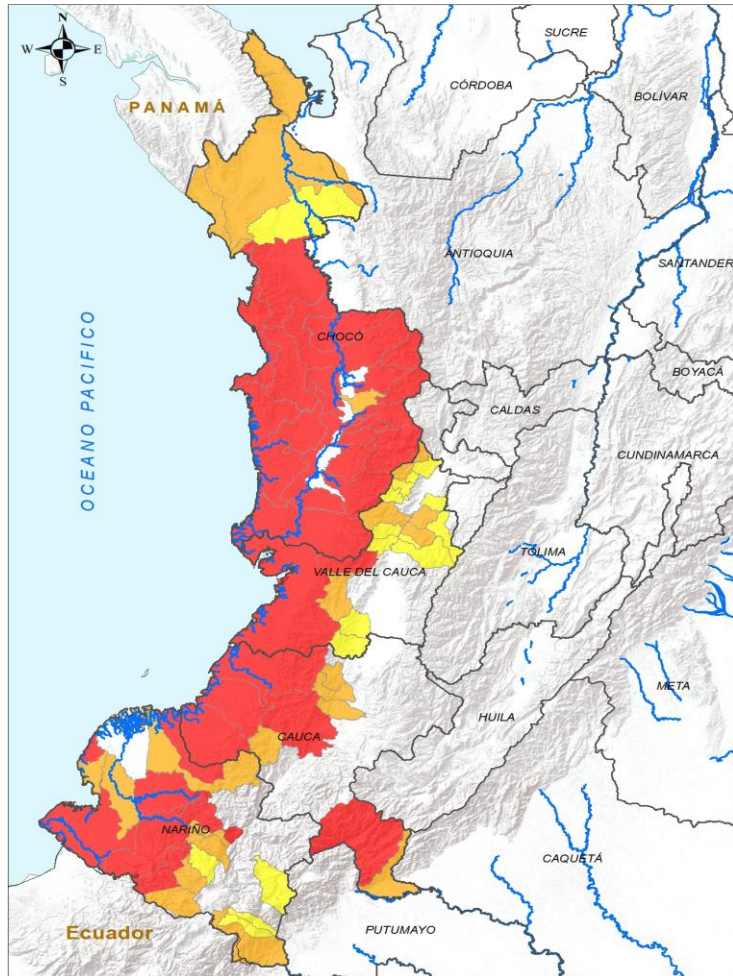 N
W E
S
PANAMÁ
SUCRE
CÓRDOBA
BOLÍVAR
ANTIOQUIA
SANTANDER
OCEANO PACIFICO
CHOCÓ
BOYACÁ
CALDAS
CUNDINAMARCA
TOLIMA
VALLE DEL CAUCA
META
HUILA
CAUCA
NARIÑO
CAQUETÁ
Ecuador
PUTUMAYO